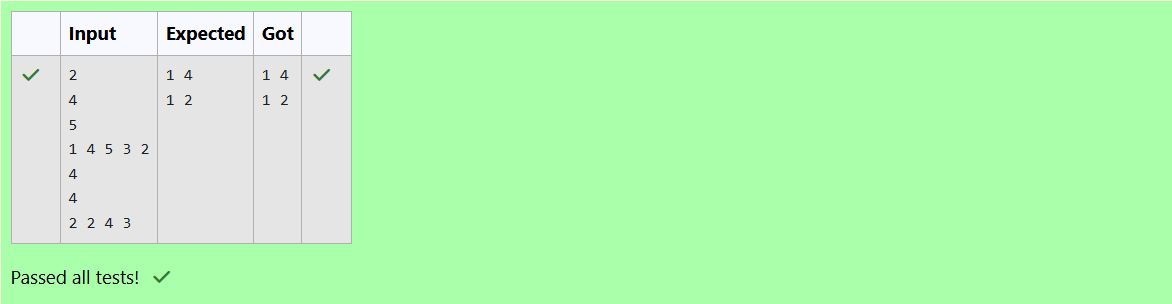 Input Expected Got
2 1 4 1 4
4 1 2 1 2
5
1 4 5 3 2
4
4
2 2 4 3
Passed all tests!